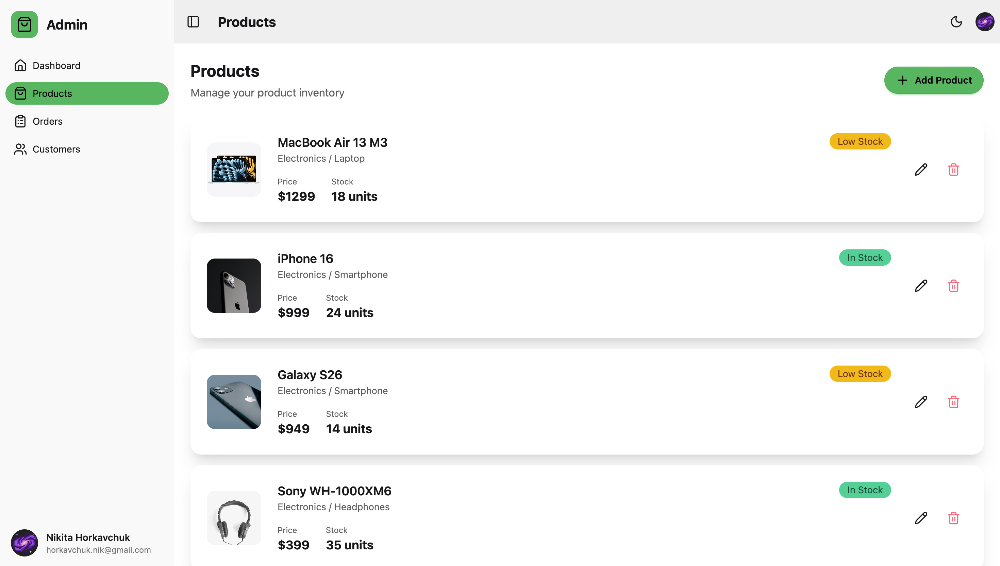 Admin
Dashboard
Products
Orders
Customers
Nikita Horkavchuk
horkavchuk.nik@gmail.com
Products
Products
Manage your product inventory
Add Product
MacBook Air 13 M3
Electronics / Laptop
Price Stock
$1299 18 units
Low Stock
iPhone 16
Electronics / Smartphone
Price Stock
$999 24 units
In Stock
Galaxy S26
Electronics / Smartphone
Price Stock
$949 14 units
Low Stock
Sony WH-1000XM6
Electronics / Headphones
Price Stock
$399 35 units
In Stock